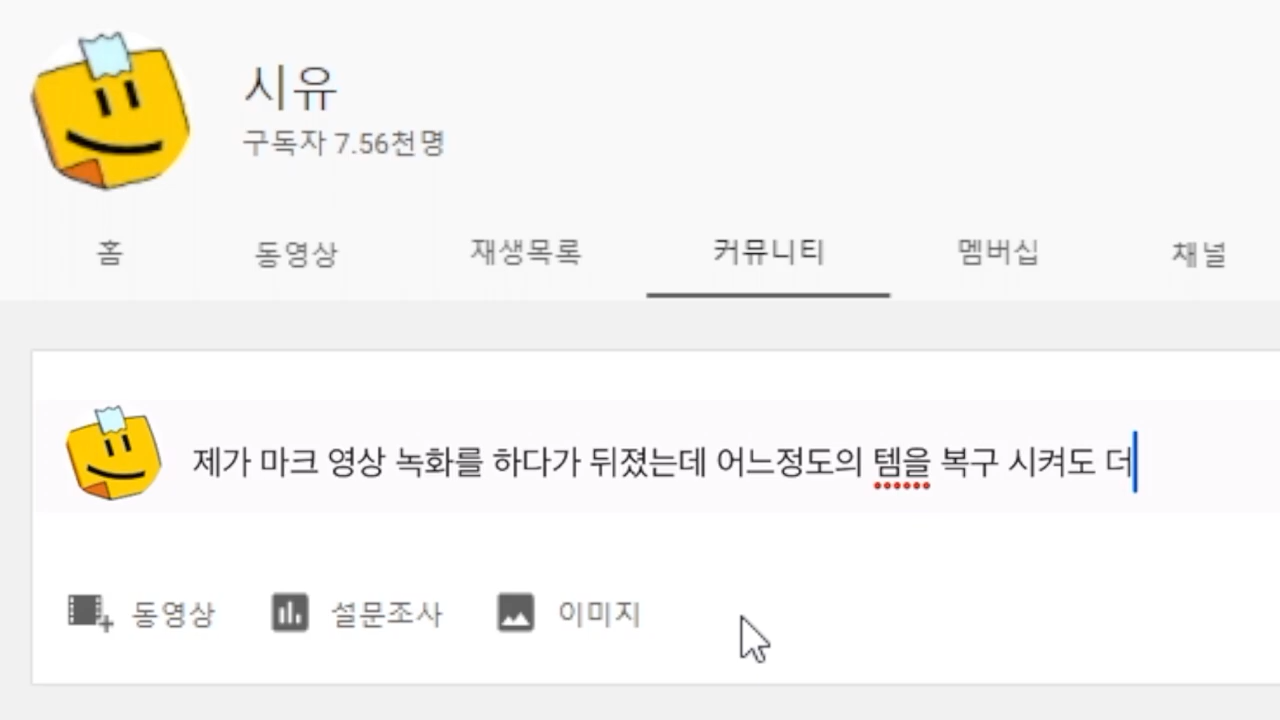 시유
구독자 7.56천명
홈 동영상 재생목록 커뮤니티 멤버십 채널
제가 마크 영상 녹화를 하다가 뒤졌는데 어느정도의 템을 복구 시켜도 더
동영상 설문조사 이미지